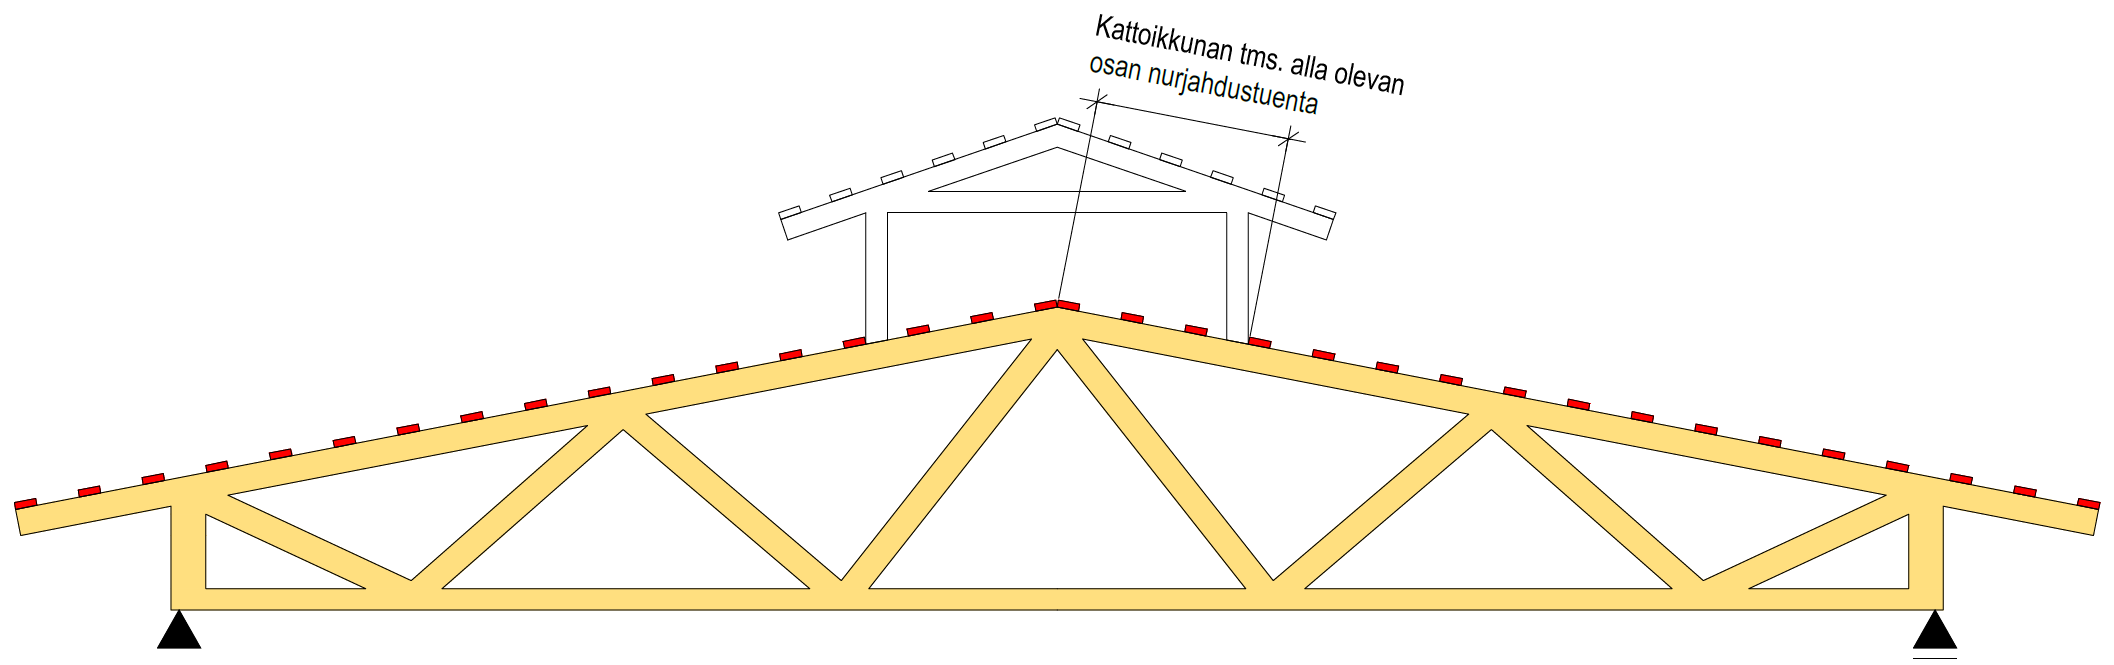 Kattoikkunan tms. alla olevan
osan nurjahdustuenta